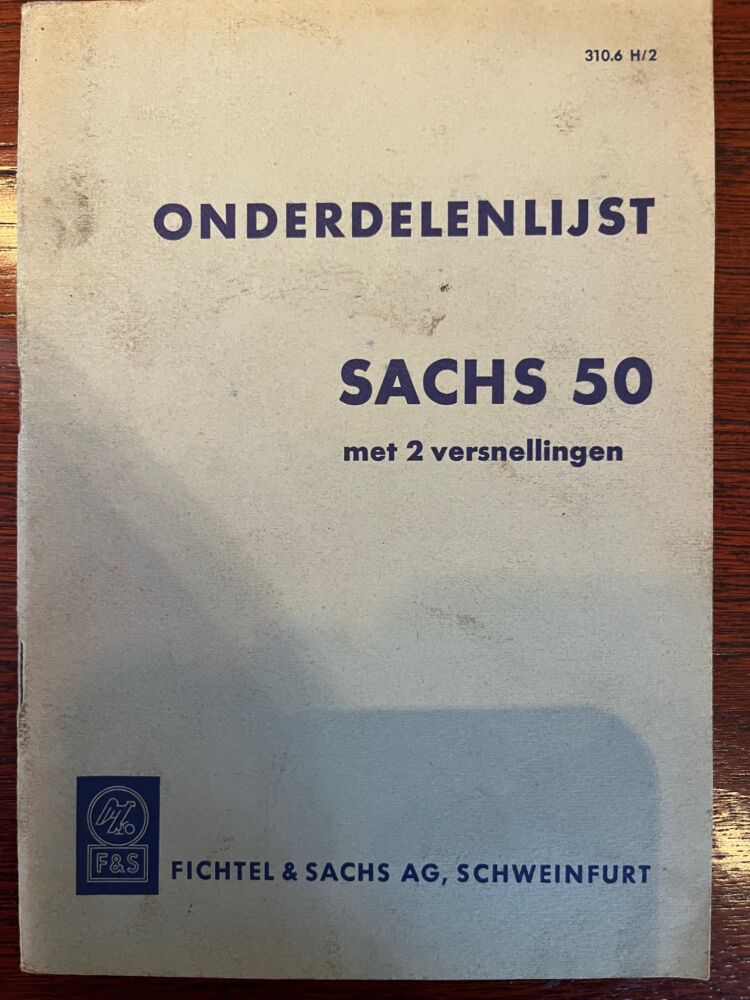 310.6 H/2
ONDERDELENLIJST
SACHS 50
met 2 versnellingen
F&S
FICHTEL & SACHS AG, SCHWEINFURT